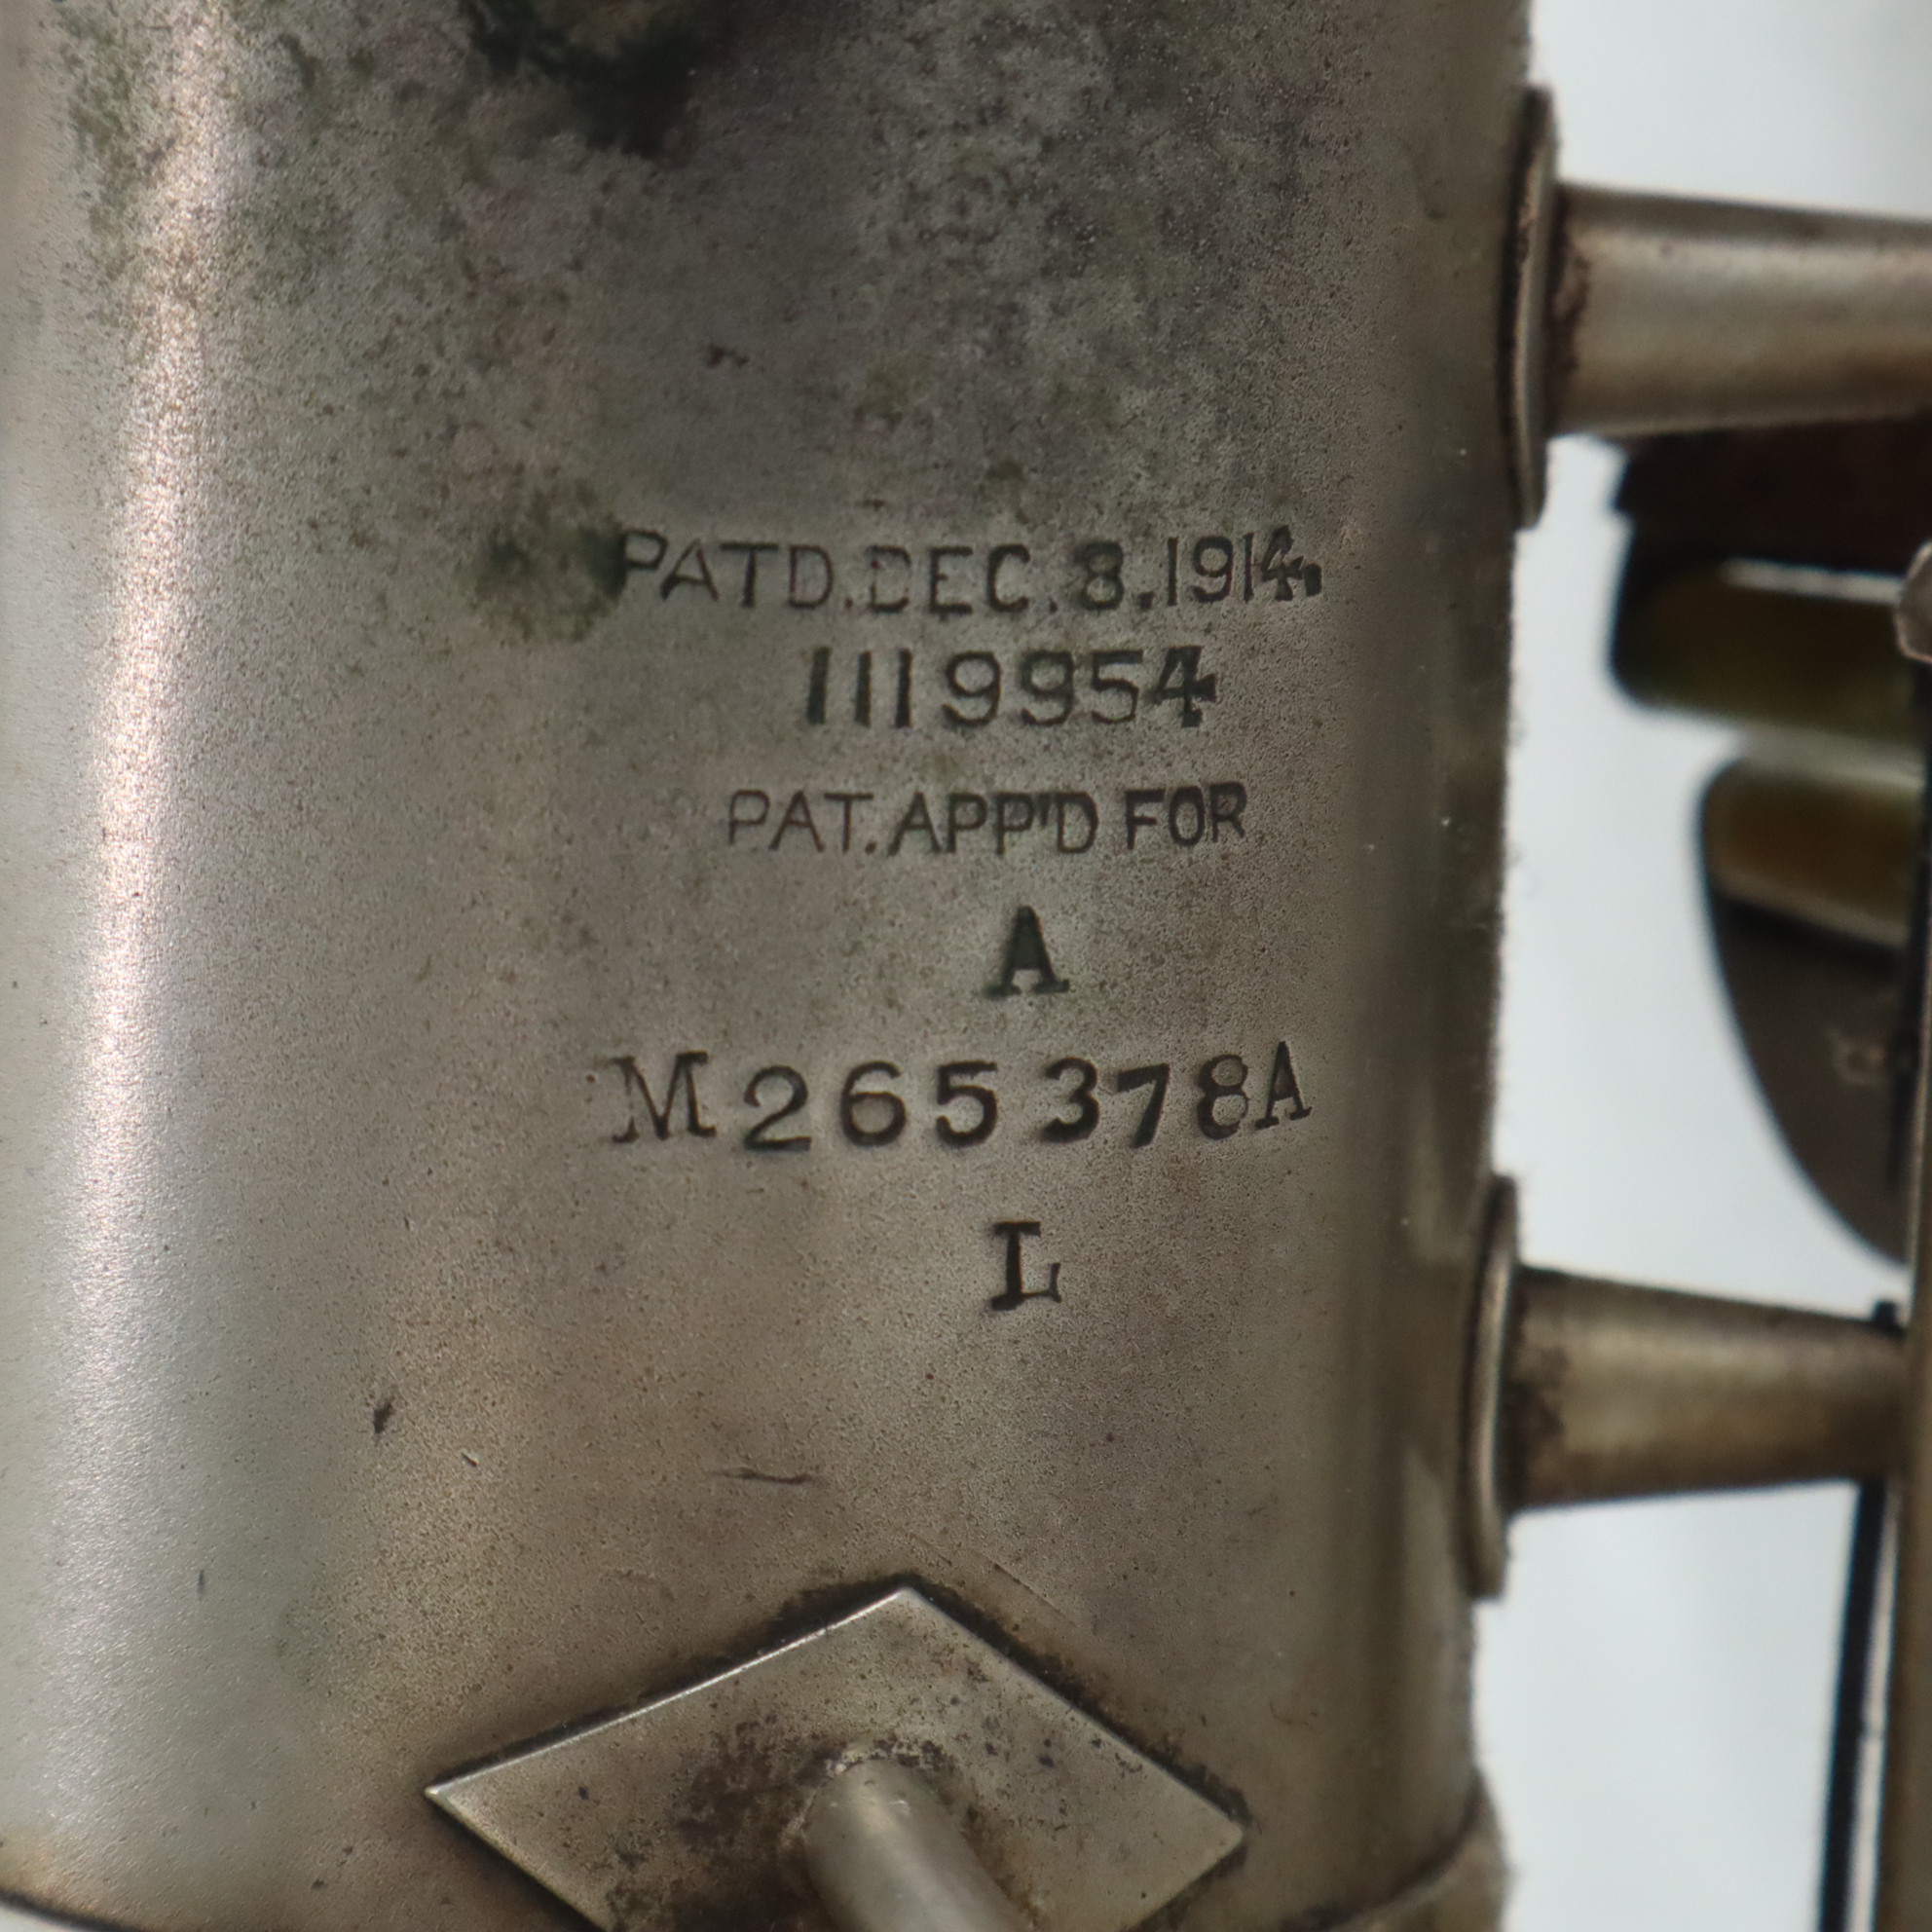 PATD.DEC.8.1914.
1119954
PAT.APP'D FOR
A
M265378A
L